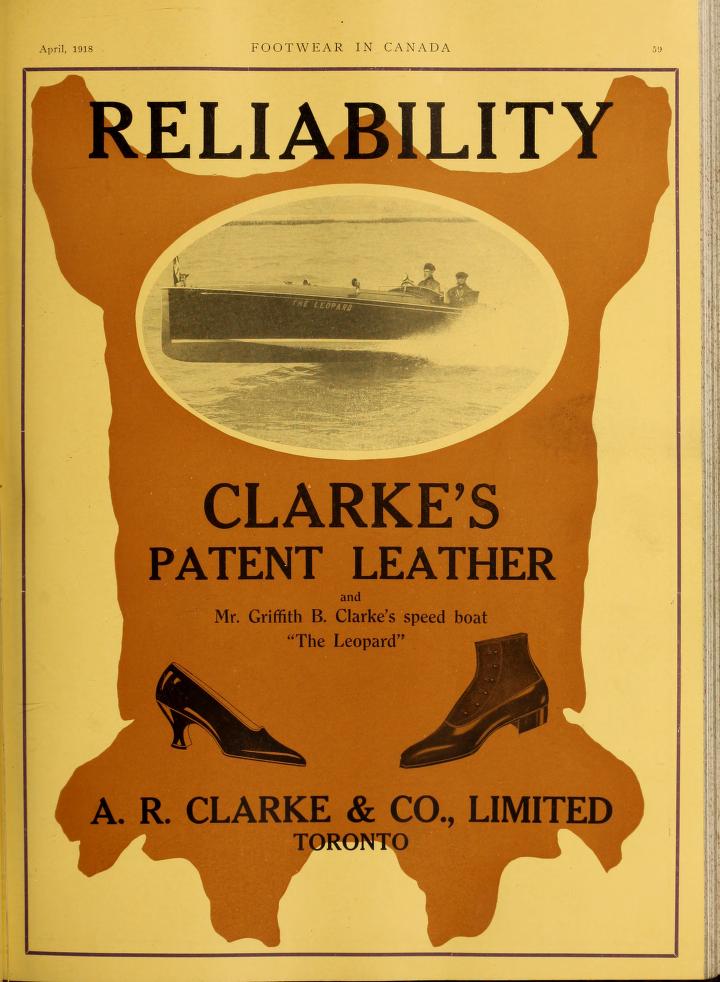 April, 1918 FOOTWEAR IN CANADA 59
RELIABILITY
THE LEOPARD
CLARKE'S
PATENT LEATHER
and
Mr. Griffith B. Clarke's speed boat
"The Leopard"
A. R. CLARKE & CO., LIMITED
TORONTO